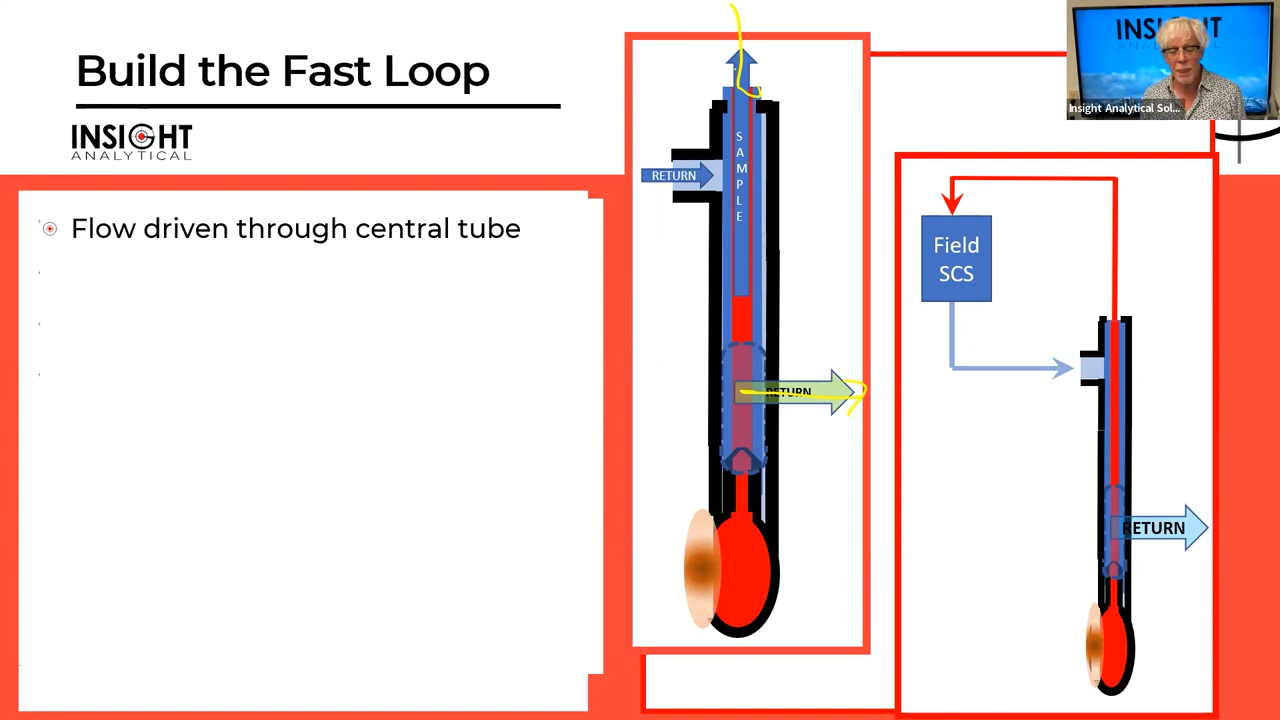 Build the Fast Loop
INSIGHT
ANALYTICAL
Flow driven through central tube
SAMPLE
RETURN
RETURN
Field
SCS
RETURN
INSIGHT
ANALYTICAL
Insight Analytical Sol...